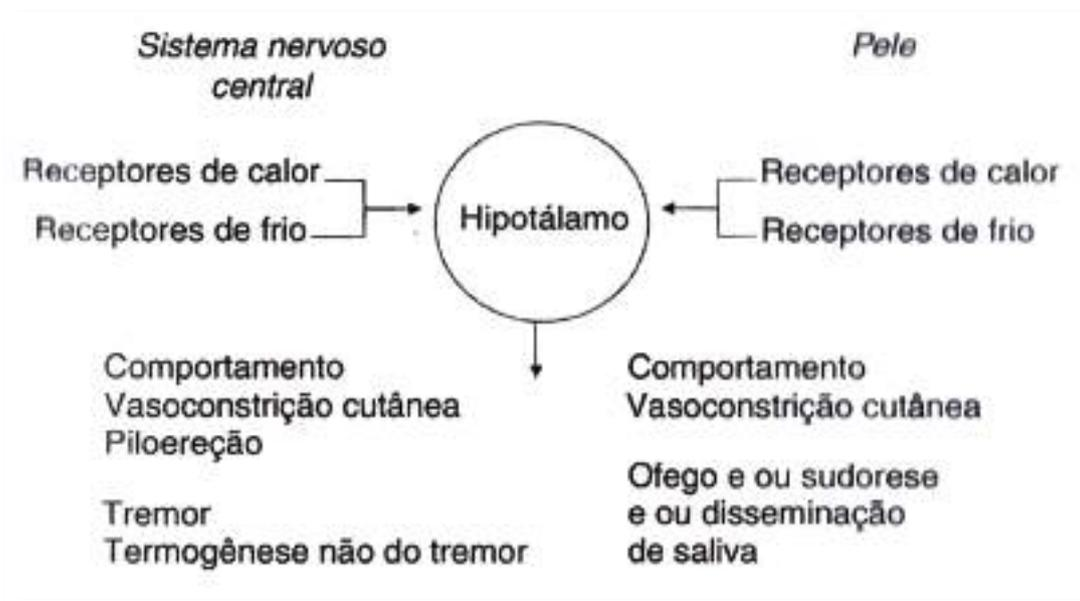 Sistema nervoso
central
Pele
Receptores de calor
Receptores de frio
Hipotálamo
Receptores de calor
Receptores de frio
Comportamento
Vasoconstrição cutânea
Piloereção
Tremor
Termogênese não do tremor
Comportamento
Vasoconstrição cutânea
Ofego e ou sudorese
e ou disseminação
de saliva